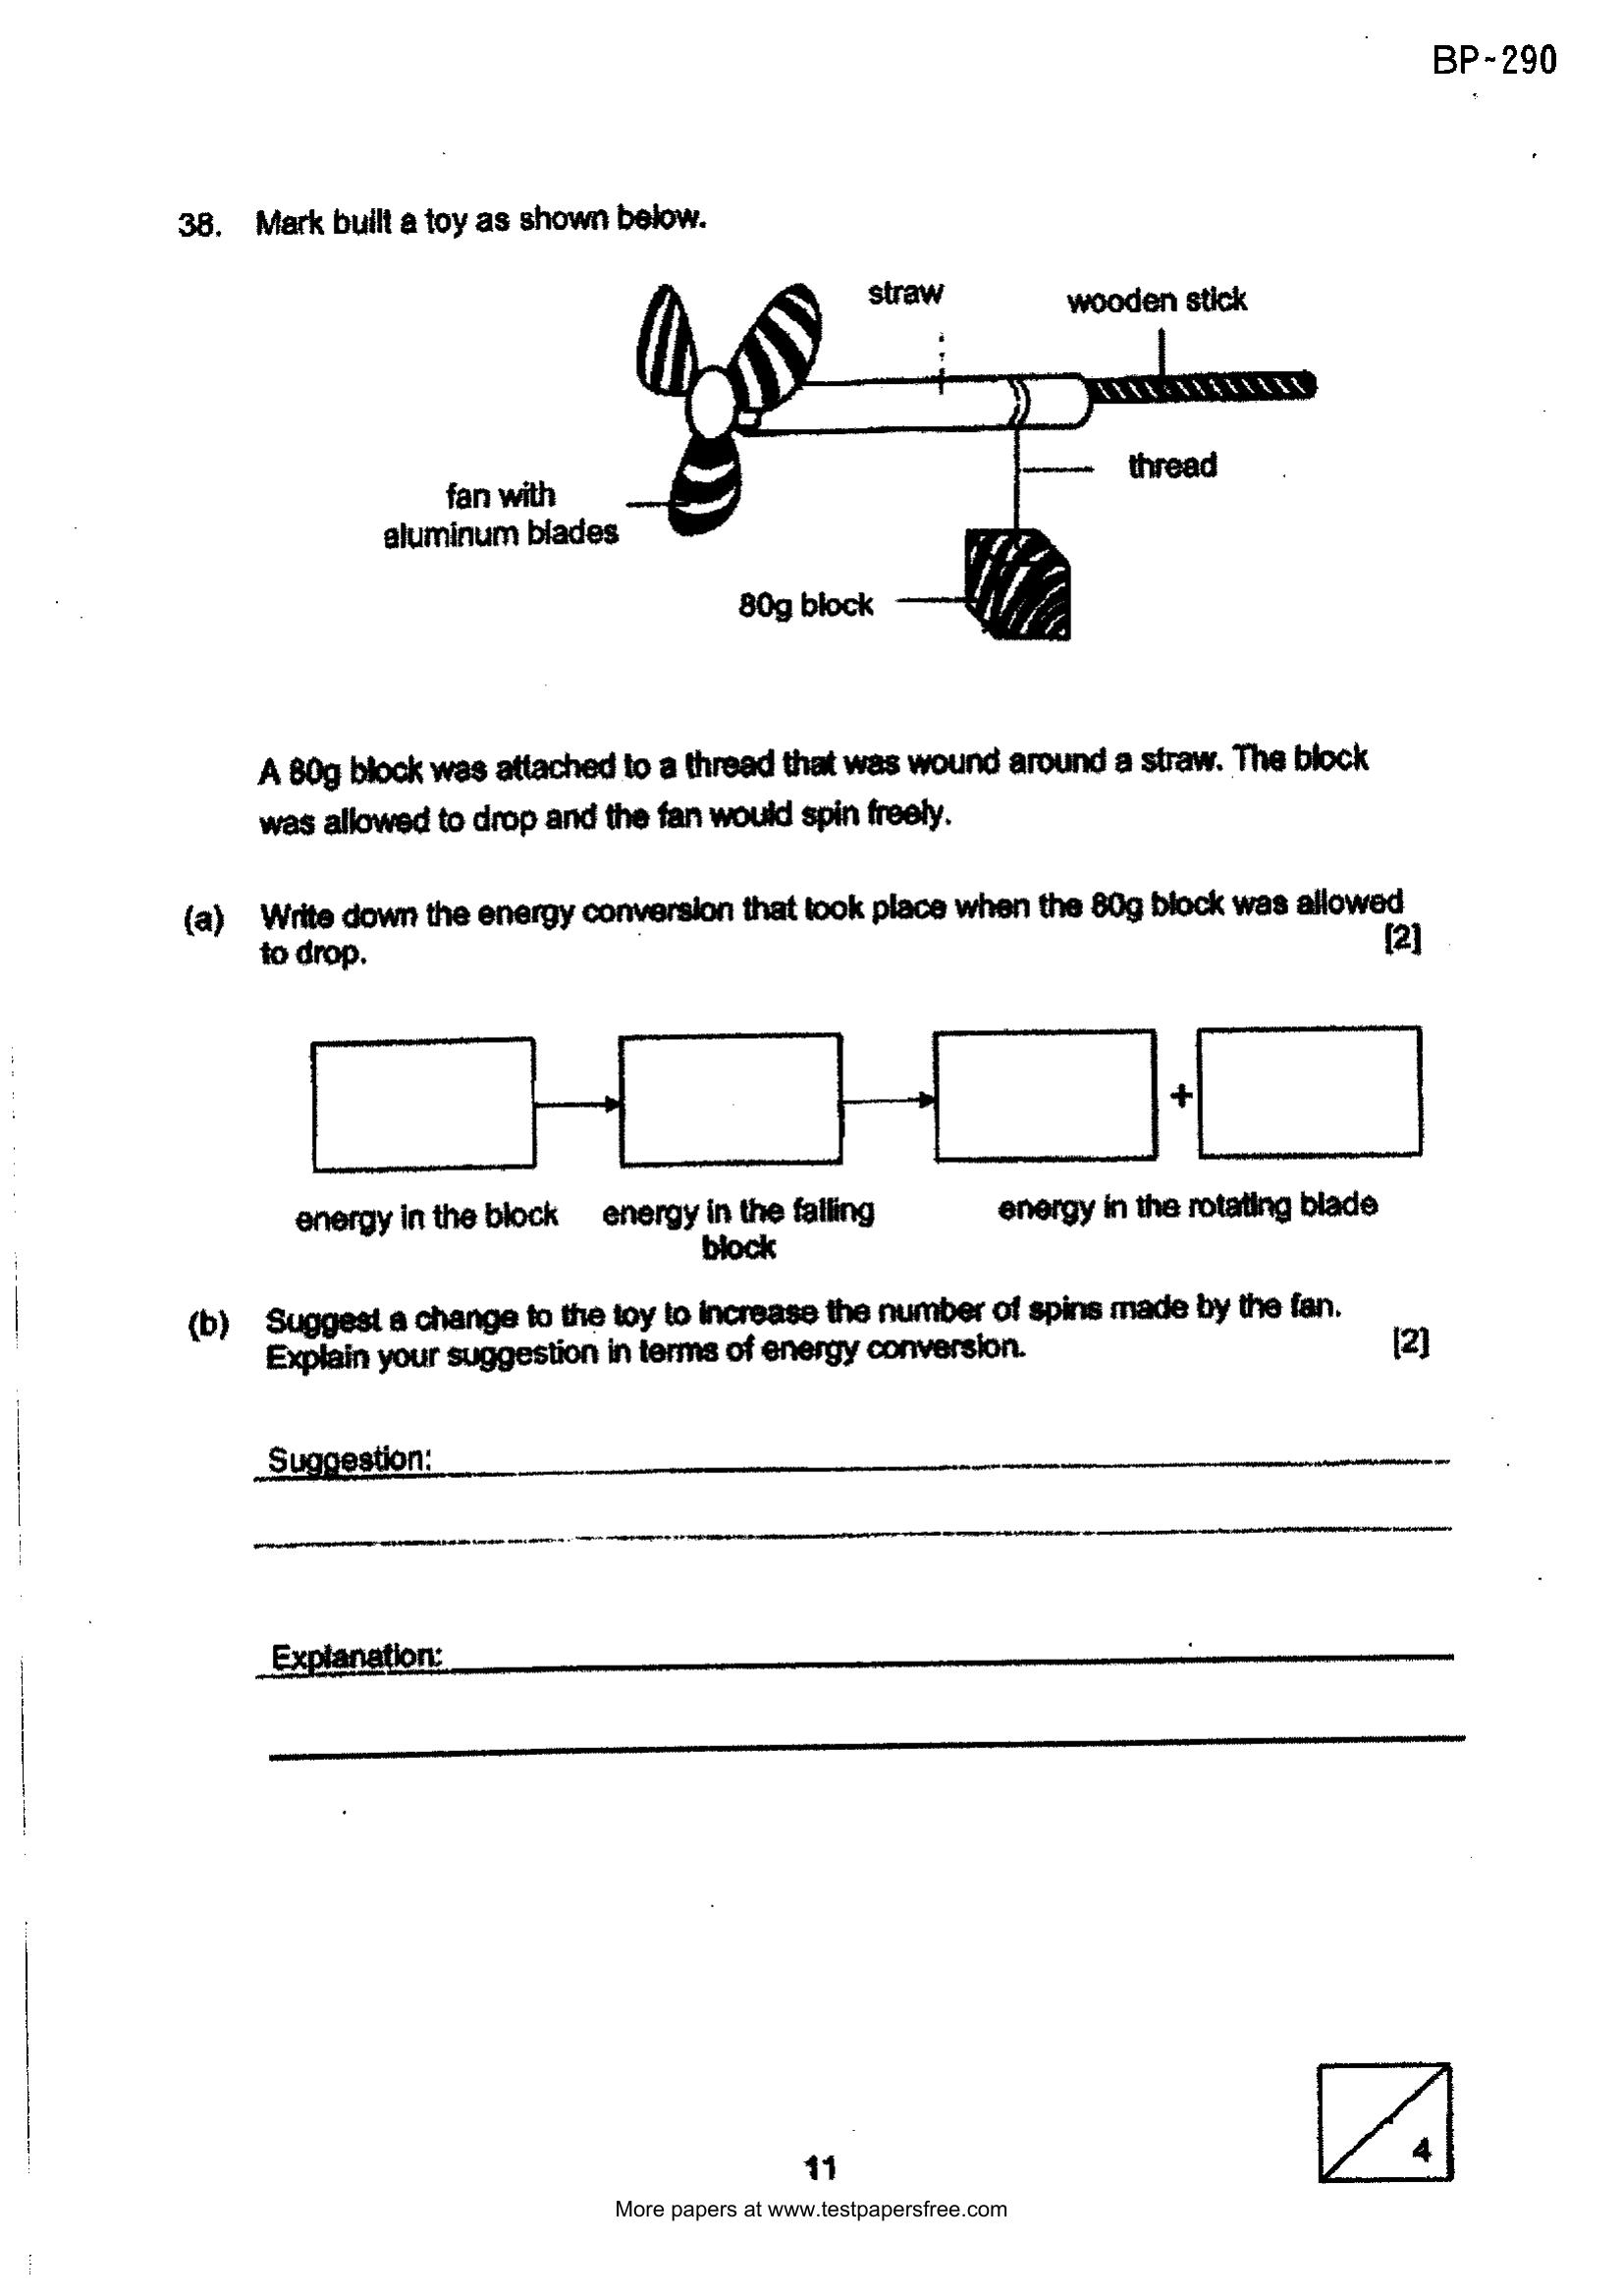 BP-290
38. Mark built a toy as shown below.
straw
wooden stick
thread
fan with
aluminum blades
80g block
A 80g block was attached to a thread that was wound around a straw. The block
was allowed to drop and the fan would spin freely.
(a) Write down the energy conversion that took place when the 80g block was allowed
to drop. [2]
+
energy in the block energy in the falling energy in the rotating blade
block
(b) Suggest a change to the toy to increase the number of spins made by the fan.
Explain your suggestion in terms of energy conversion. [2]
Suggestion:
Explanation:
4
11
More papers at www.testpapersfree.com